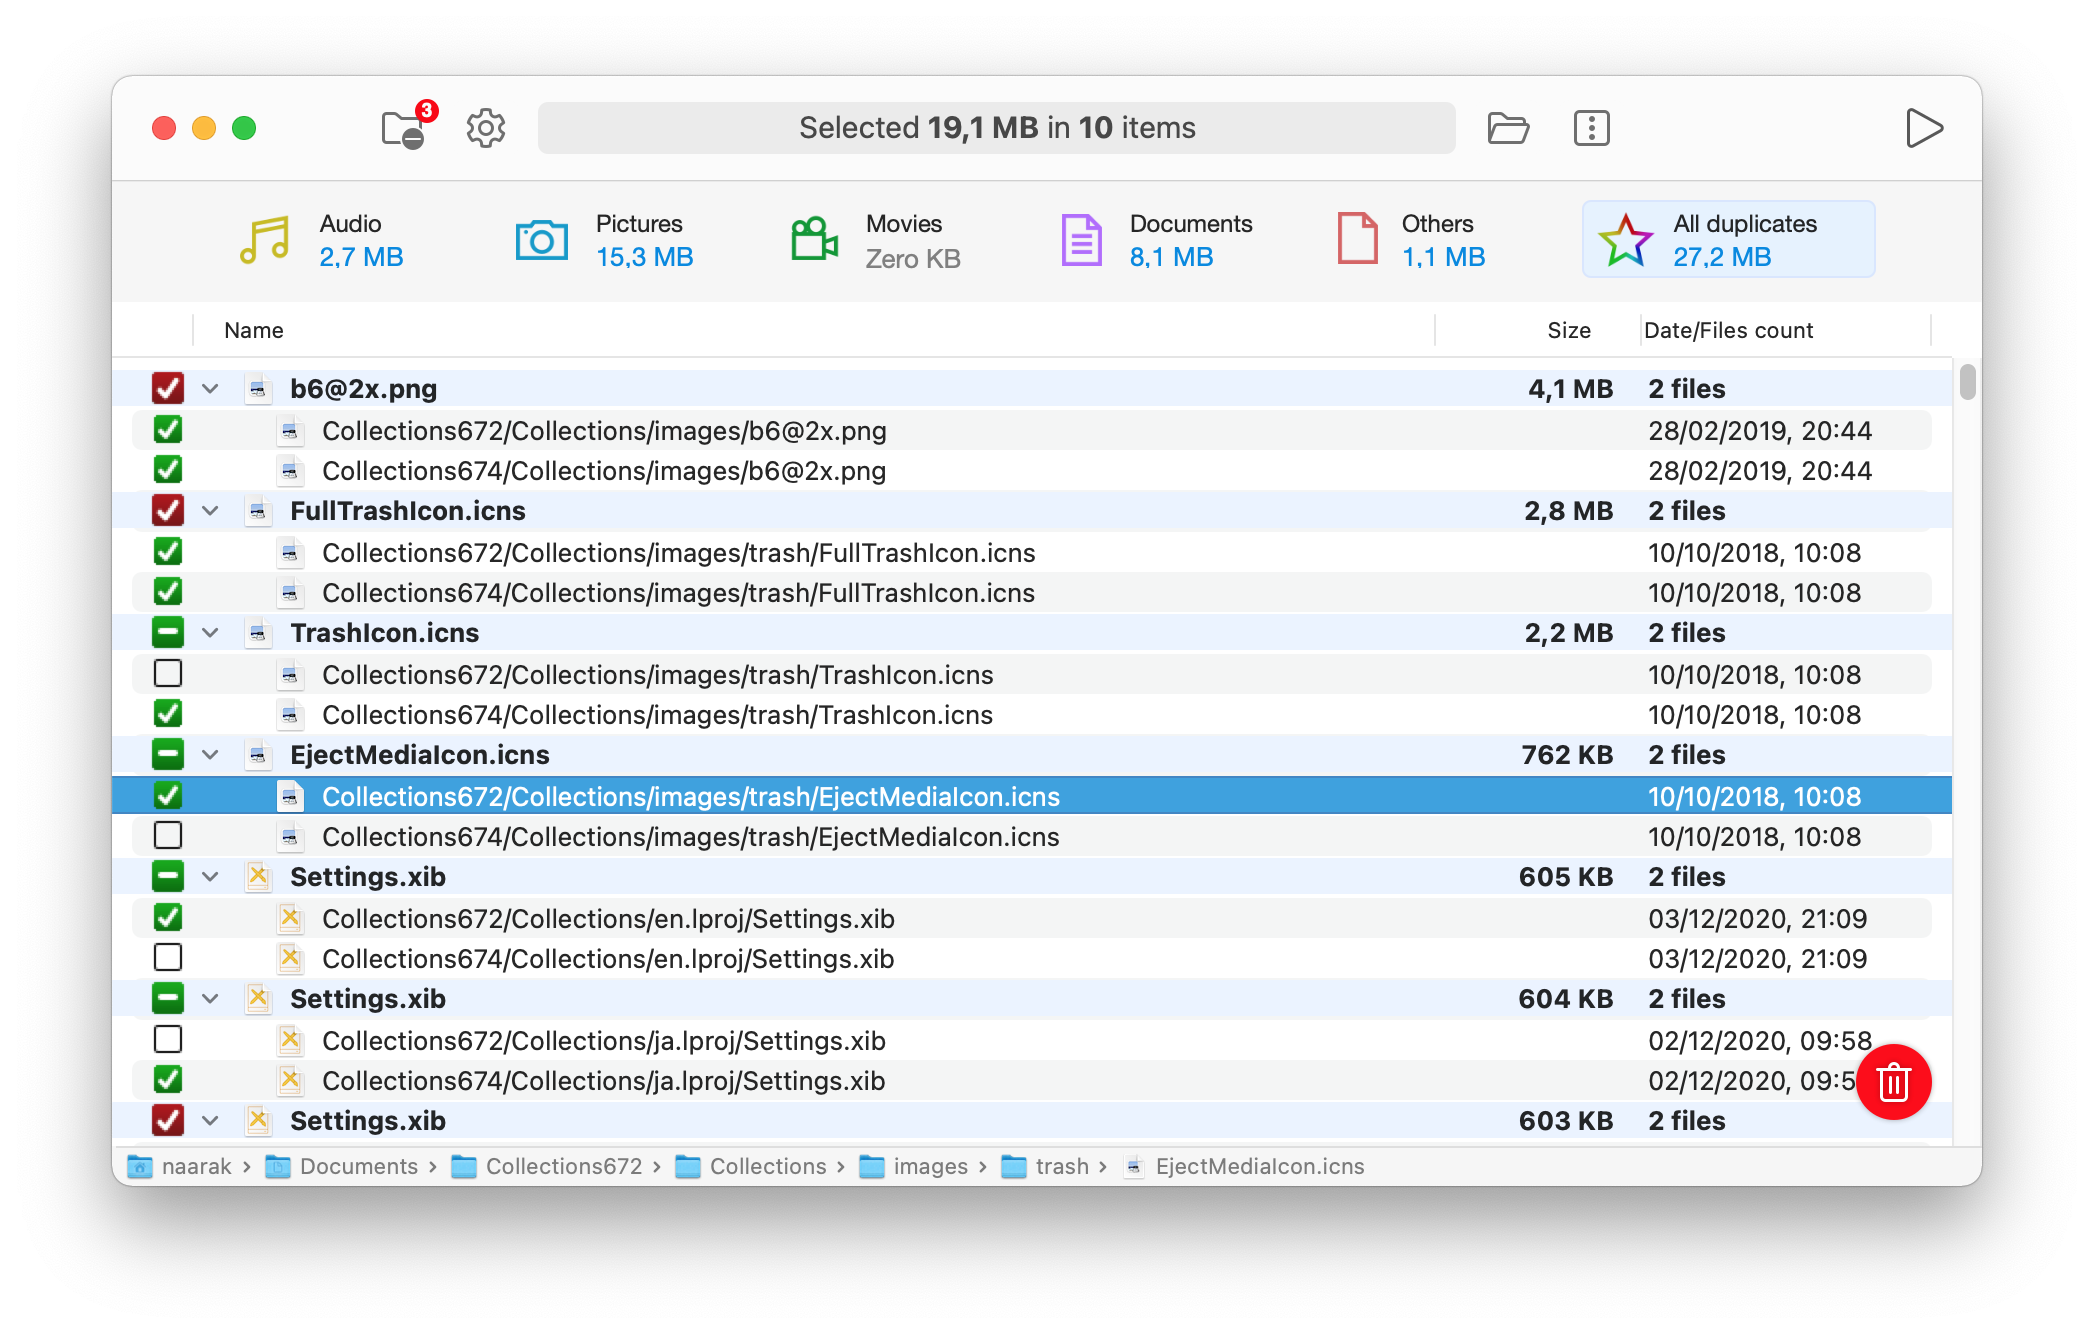 3
Selected 19,1 MB in 10 items
Audio
2,7 MB
Pictures
15,3 MB
Movies
Zero KB
Documents
8,1 MB
Others
1,1 MB
All duplicates
27,2 MB
Name Size Date/Files count
b6@2x.png 4,1 MB 2 files
Collections672/Collections/images/b6@2x.png 28/02/2019, 20:44
Collections674/Collections/images/b6@2x.png 28/02/2019, 20:44
FullTrashIcon.icns 2,8 MB 2 files
Collections672/Collections/images/trash/FullTrashIcon.icns 10/10/2018, 10:08
Collections674/Collections/images/trash/FullTrashIcon.icns 10/10/2018, 10:08
TrashIcon.icns 2,2 MB 2 files
Collections672/Collections/images/trash/TrashIcon.icns 10/10/2018, 10:08
Collections674/Collections/images/trash/TrashIcon.icns 10/10/2018, 10:08
EjectMediaIcon.icns 762 KB 2 files
Collections672/Collections/images/trash/EjectMediaIcon.icns 10/10/2018, 10:08
Collections674/Collections/images/trash/EjectMediaIcon.icns 10/10/2018, 10:08
Settings.xib 605 KB 2 files
Collections672/Collections/en.lproj/Settings.xib 03/12/2020, 21:09
Collections674/Collections/en.lproj/Settings.xib 03/12/2020, 21:09
Settings.xib 604 KB 2 files
Collections672/Collections/ja.lproj/Settings.xib 02/12/2020, 09:58
Collections674/Collections/ja.lproj/Settings.xib 02/12/2020, 09:5
Settings.xib 603 KB 2 files
naarak › Documents › Collections672 › Collections › images › trash › EjectMediaIcon.icns